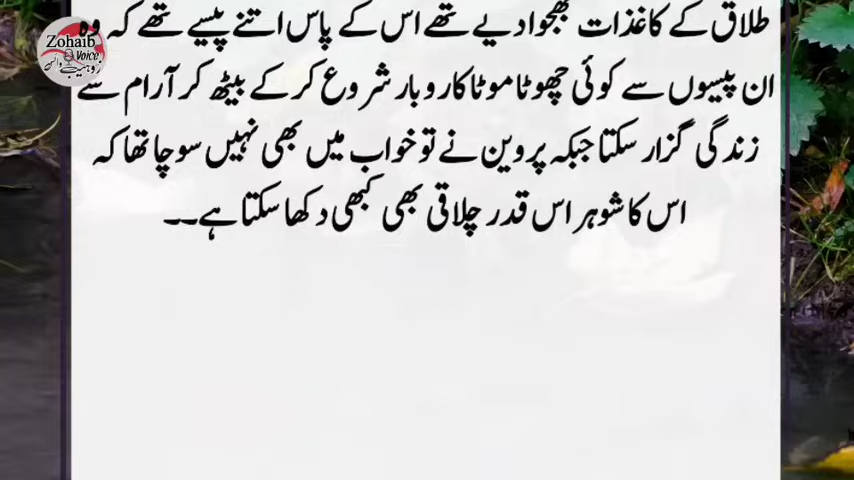 Zohaib
Voice
زوہیب وائس
طلاق کے کاغذات بھجوا دیے تھے اس کے پاس اتنے پیسے تھے کہ وہ
ان پیسوں سے کوئی چھوٹا موٹا کاروبار شروع کر کے بیٹھ کر آرام سے
زندگی گزار سکتا جبکہ پروین نے تو خواب میں بھی نہیں سوچا تھا کہ
اس کا شوہر اس قدر چلاقی بھی کبھی دکھا سکتا ہے۔۔